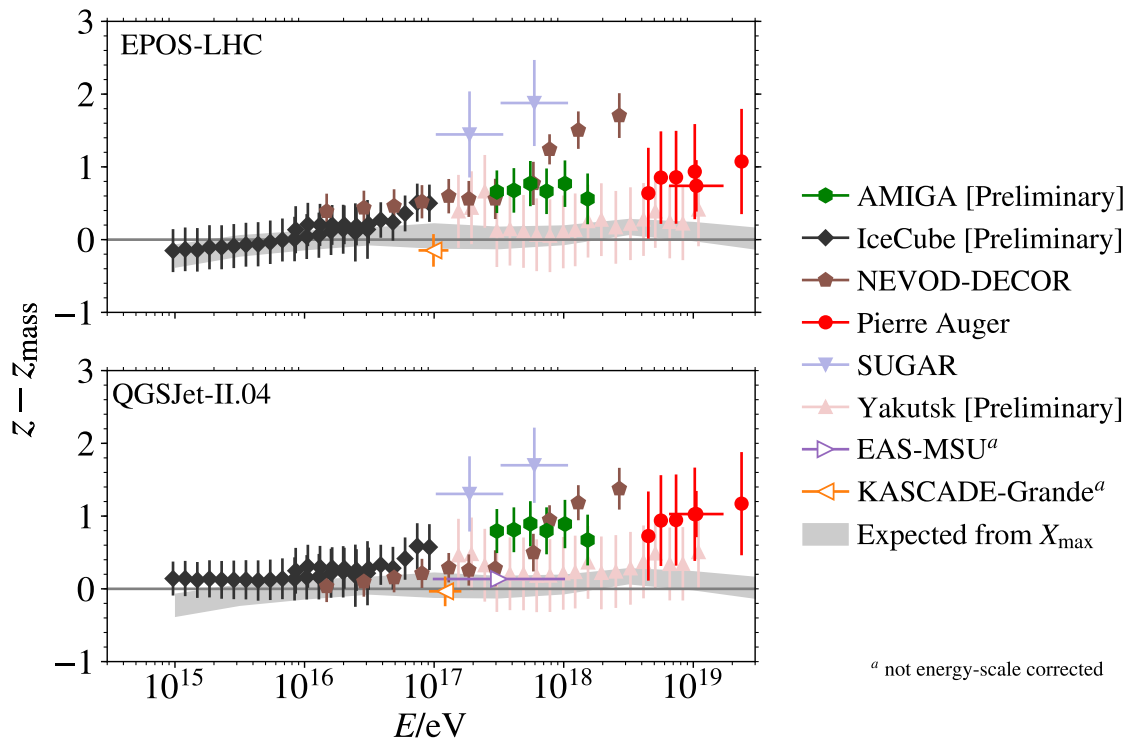 3
EPOS-LHC
2
1
0
−1
3
QGSJet-II.04
2
1
0
−1
z − z_mass
10^15
10^16
10^17
10^18
10^19
E/eV
AMIGA [Preliminary]
IceCube [Preliminary]
NEVOD-DECOR
Pierre Auger
SUGAR
Yakutsk [Preliminary]
EAS-MSU^a
KASCADE-Grande^a
Expected from X_max
^a not energy-scale corrected